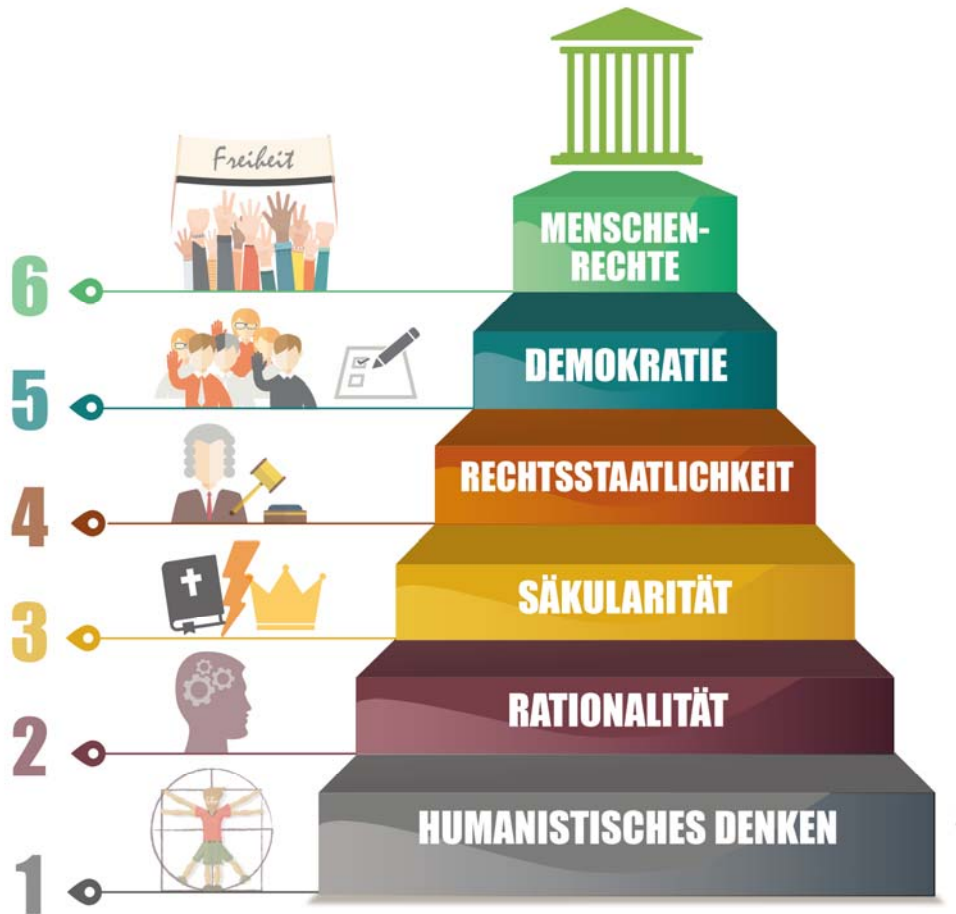 Freiheit
6
MENSCHEN-
RECHTE
5
DEMOKRATIE
4
RECHTSSTAATLICHKEIT
3
SÄKULARITÄT
2
RATIONALITÄT
1
HUMANISTISCHES DENKEN